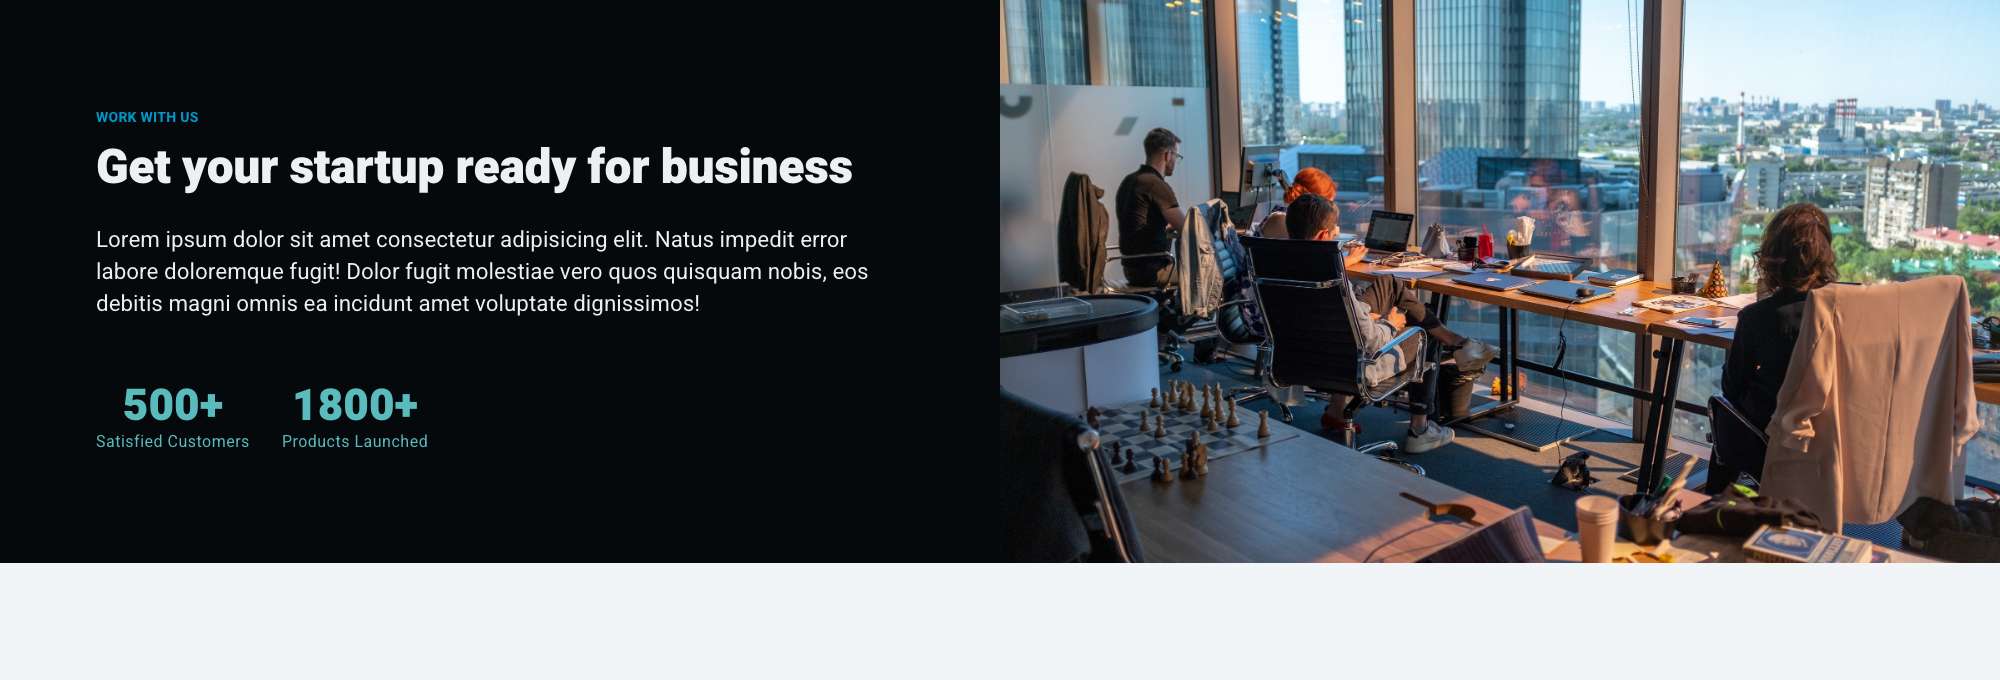 WORK WITH US
Get your startup ready for business
Lorem ipsum dolor sit amet consectetur adipisicing elit. Natus impedit error
labore doloremque fugit! Dolor fugit molestiae vero quos quisquam nobis, eos
debitis magni omnis ea incidunt amet voluptate dignissimos!
500+ 1800+
Satisfied Customers Products Launched